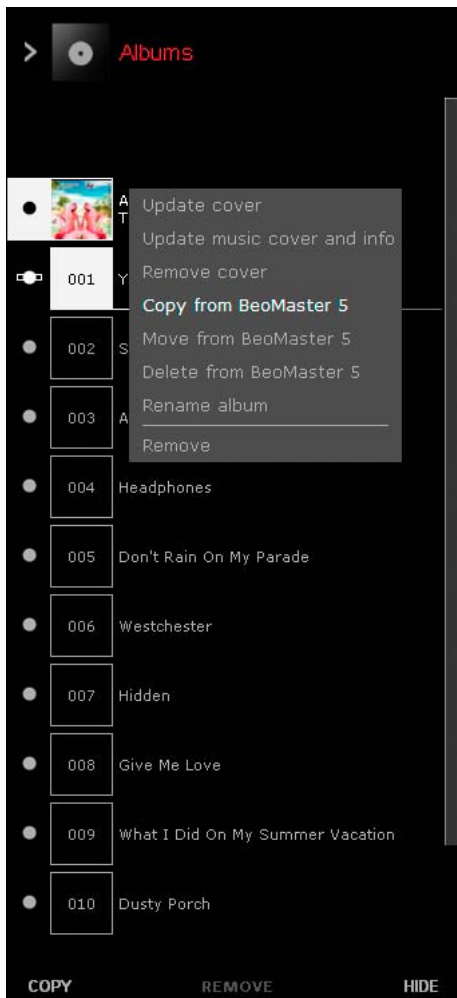 Albums
A
T
Update cover
Update music cover and info
Remove cover
Copy from BeoMaster 5
Move from BeoMaster 5
Delete from BeoMaster 5
Rename album
Remove
001 Y
002 S
003 A
004 Headphones
005 Don't Rain On My Parade
006 Westchester
007 Hidden
008 Give Me Love
009 What I Did On My Summer Vacation
010 Dusty Porch
COPY REMOVE HIDE